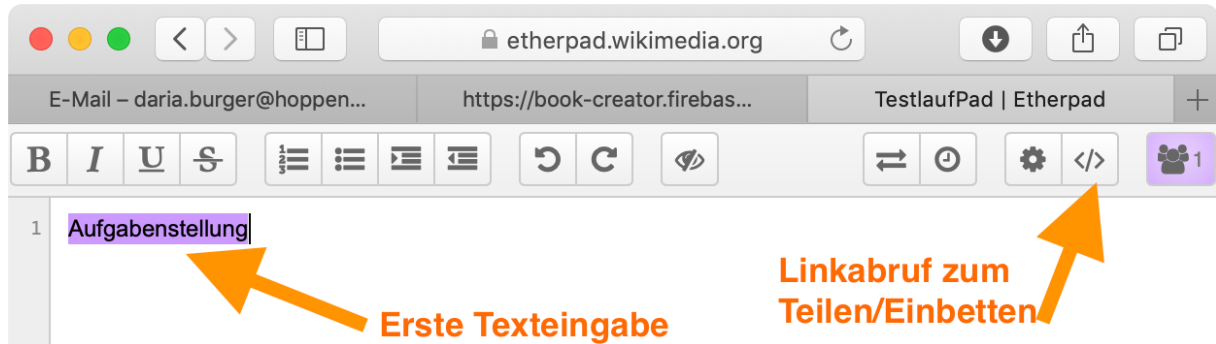 etherpad.wikimedia.org
E-Mail – daria.burger@hoppen...
https://book-creator.firebas...
TestlaufPad | Etherpad
B I U S
1
1 Aufgabenstellung
Linkabruf zum
Teilen/Einbetten
Erste Texteingabe